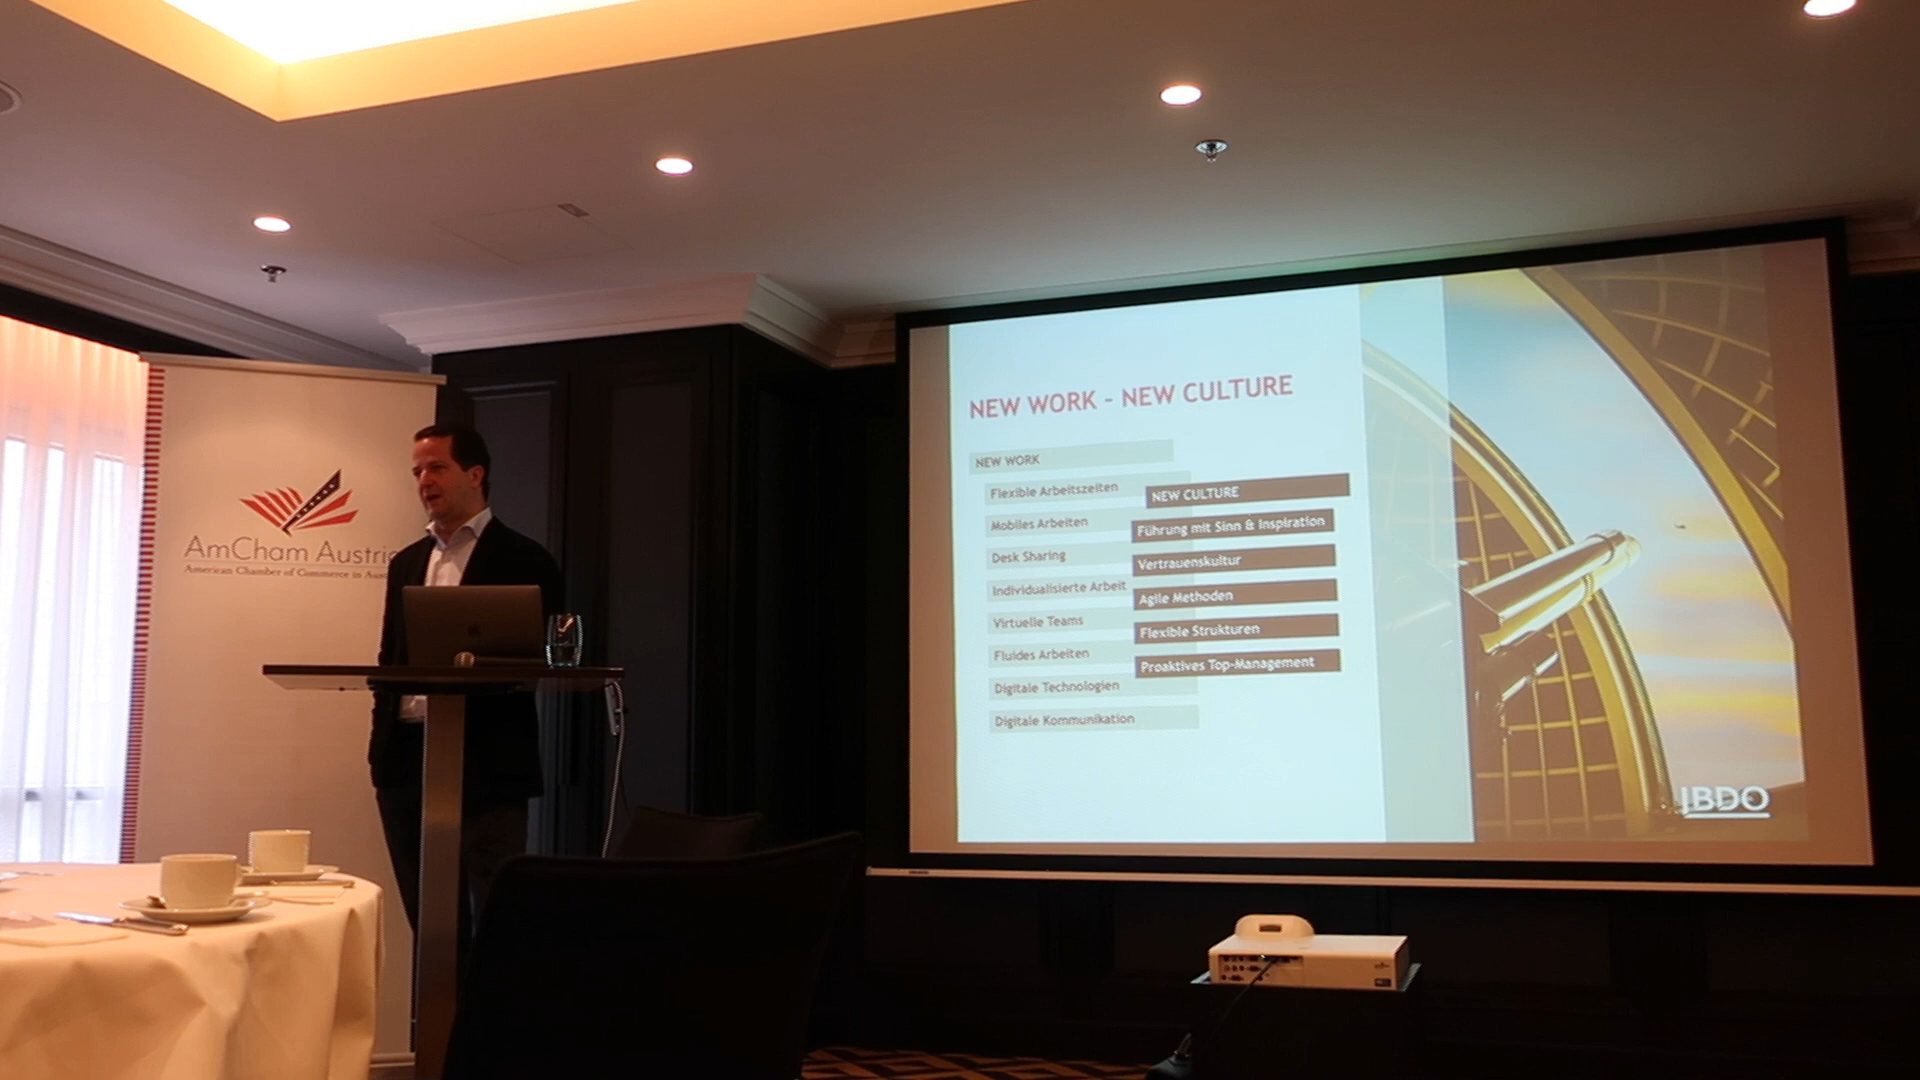 AmCham Austria
American Chamber of Commerce in Aus
NEW WORK - NEW CULTURE
NEW WORK
Flexible Arbeitszeiten
Mobiles Arbeiten
Desk Sharing
Individualisierte Arbeit
Virtuelle Teams
Fluides Arbeiten
Digitale Technologien
Digitale Kommunikation
NEW CULTURE
Führung mit Sinn & Inspiration
Vertrauenskultur
Agile Methoden
Flexible Strukturen
Proaktives Top-Management
BDO